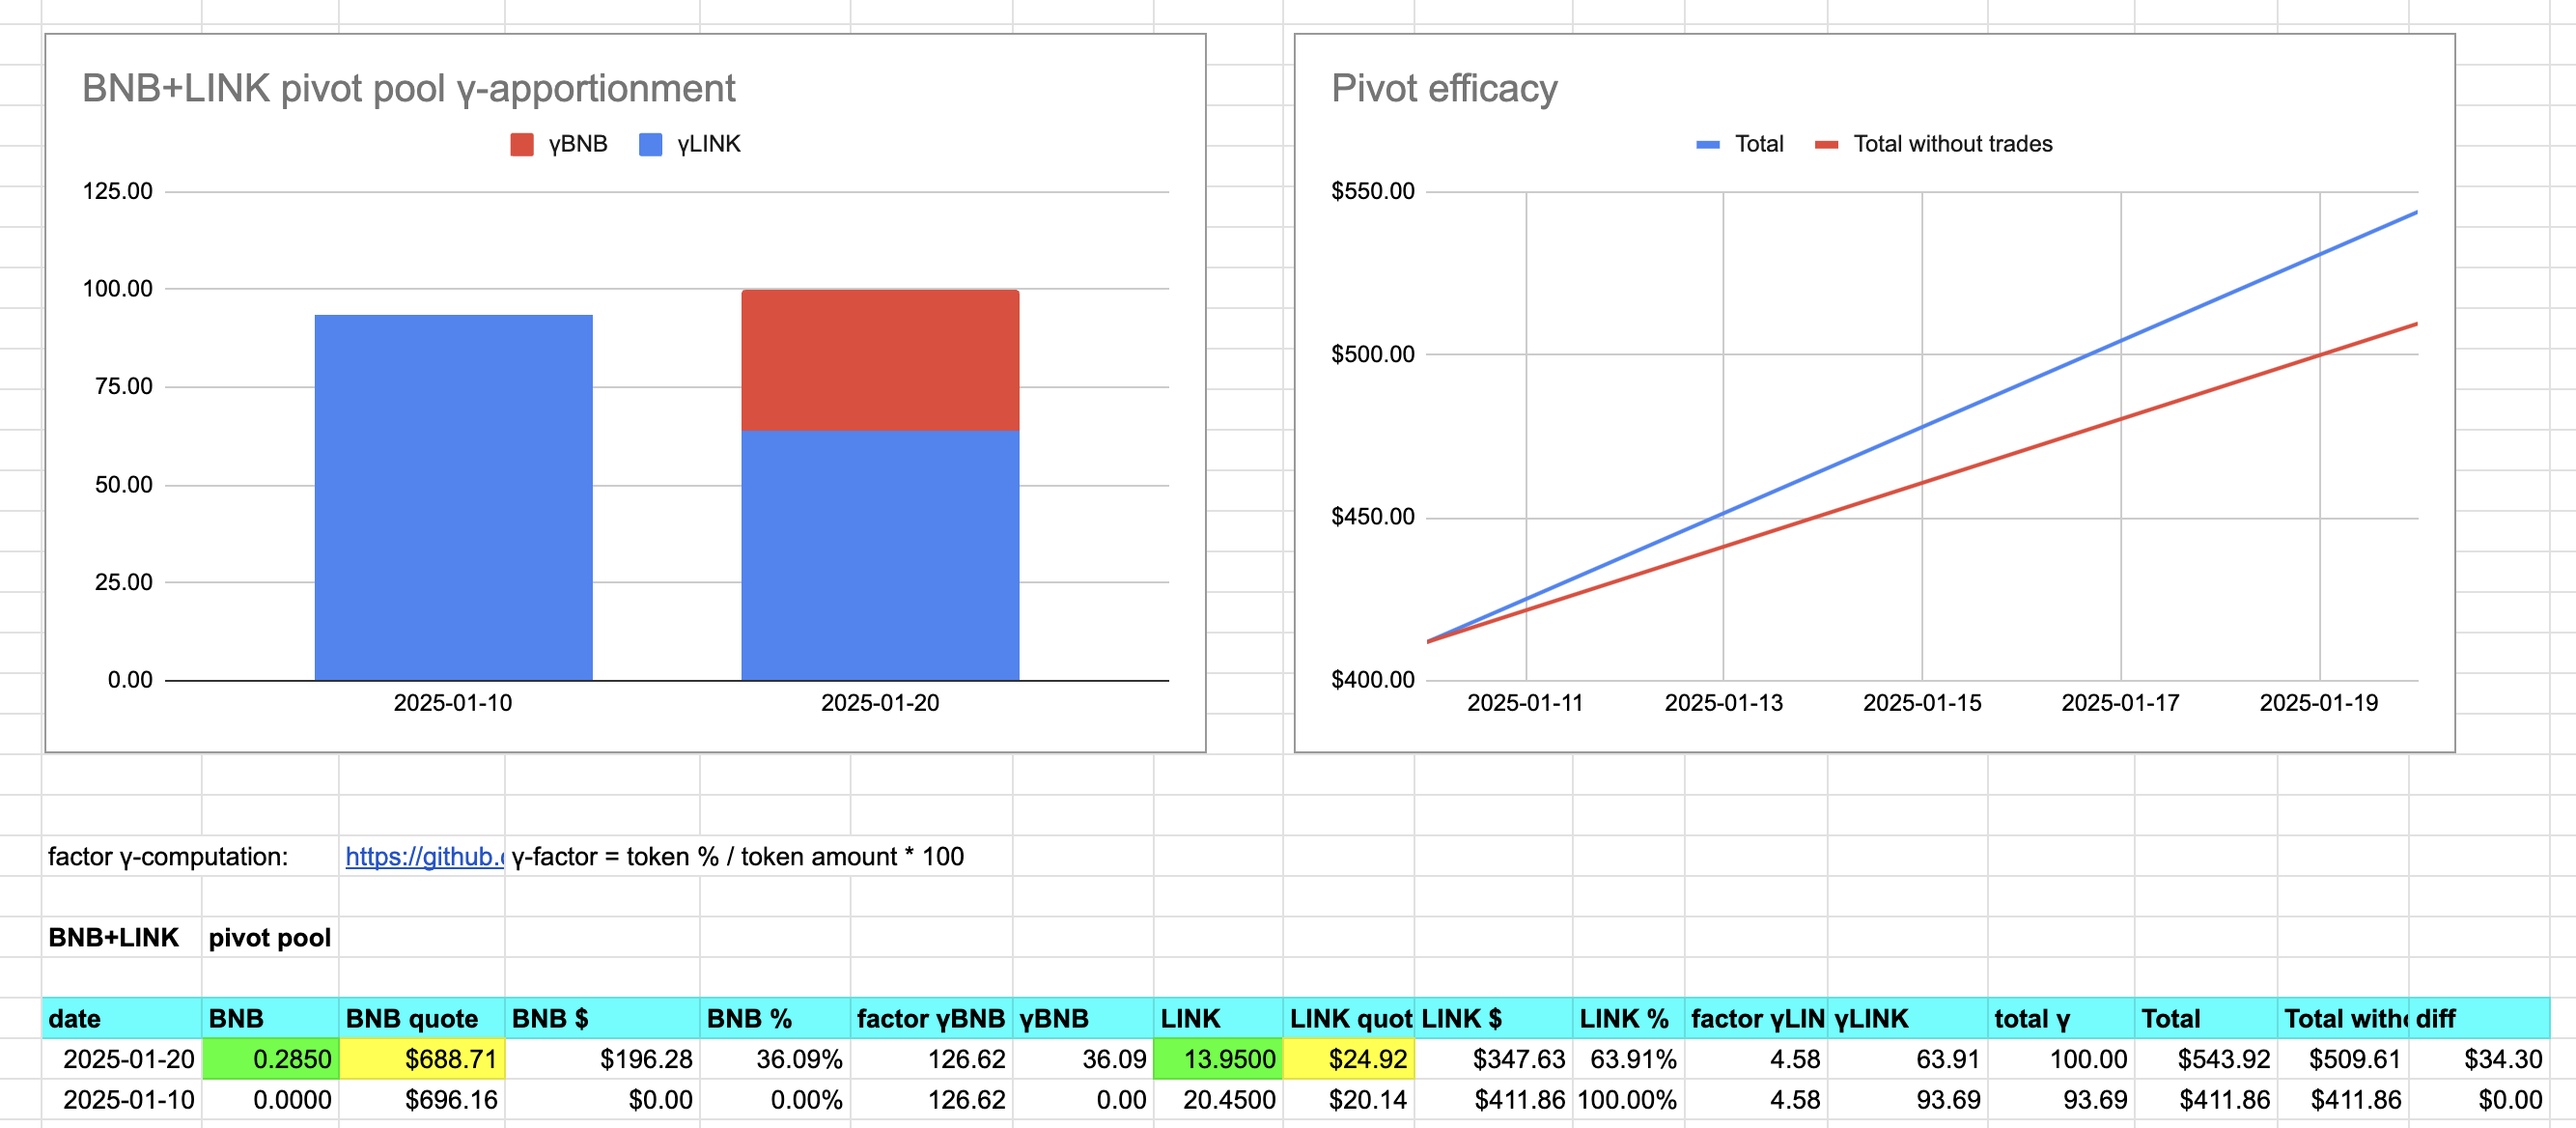 BNB+LINK pivot pool γ-apportionment
γBNB γLINK
125.00
100.00
75.00
50.00
25.00
0.00
2025-01-10 2025-01-20
Pivot efficacy
Total Total without trades
$550.00
$500.00
$450.00
$400.00
2025-01-11 2025-01-13 2025-01-15 2025-01-17 2025-01-19
factor γ-computation: https://github. γ-factor = token % / token amount * 100
BNB+LINK pivot pool
date BNB BNB quote BNB $ BNB % factor γBNB γBNB LINK LINK quot LINK $ LINK % factor γLIN γLINK total γ Total Total witho diff
2025-01-20 0.2850 $688.71 $196.28 36.09% 126.62 36.09 13.9500 $24.92 $347.63 63.91% 4.58 63.91 100.00 $543.92 $509.61 $34.30
2025-01-10 0.0000 $696.16 $0.00 0.00% 126.62 0.00 20.4500 $20.14 $411.86 100.00% 4.58 93.69 93.69 $411.86 $411.86 $0.00